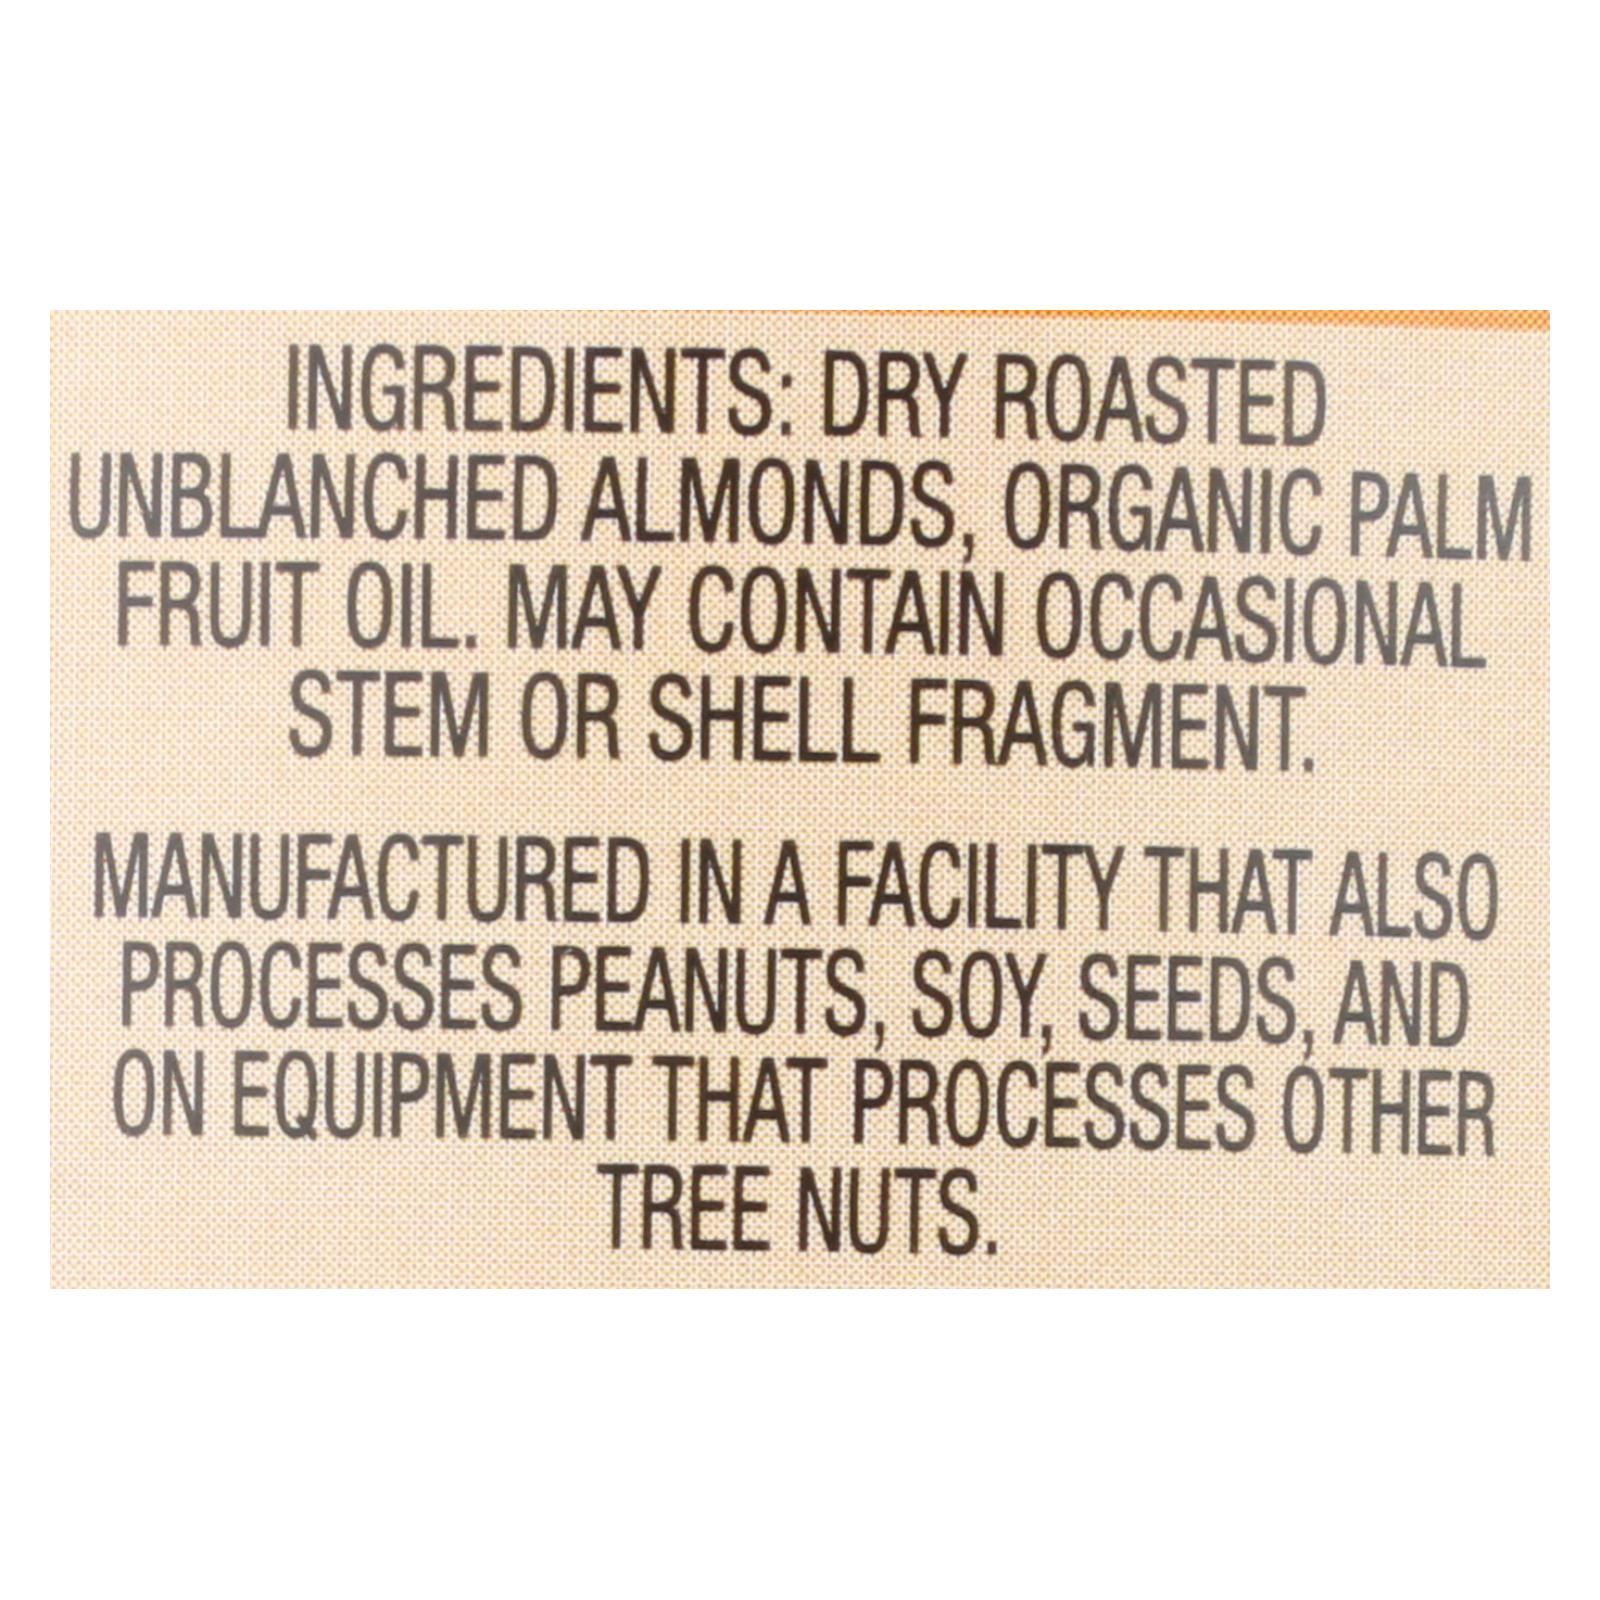 INGREDIENTS: DRY ROASTED
UNBLANCHED ALMONDS, ORGANIC PALM
FRUIT OIL. MAY CONTAIN OCCASIONAL
STEM OR SHELL FRAGMENT.
MANUFACTURED IN A FACILITY THAT ALSO
PROCESSES PEANUTS, SOY, SEEDS, AND
ON EQUIPMENT THAT PROCESSES OTHER
TREE NUTS.